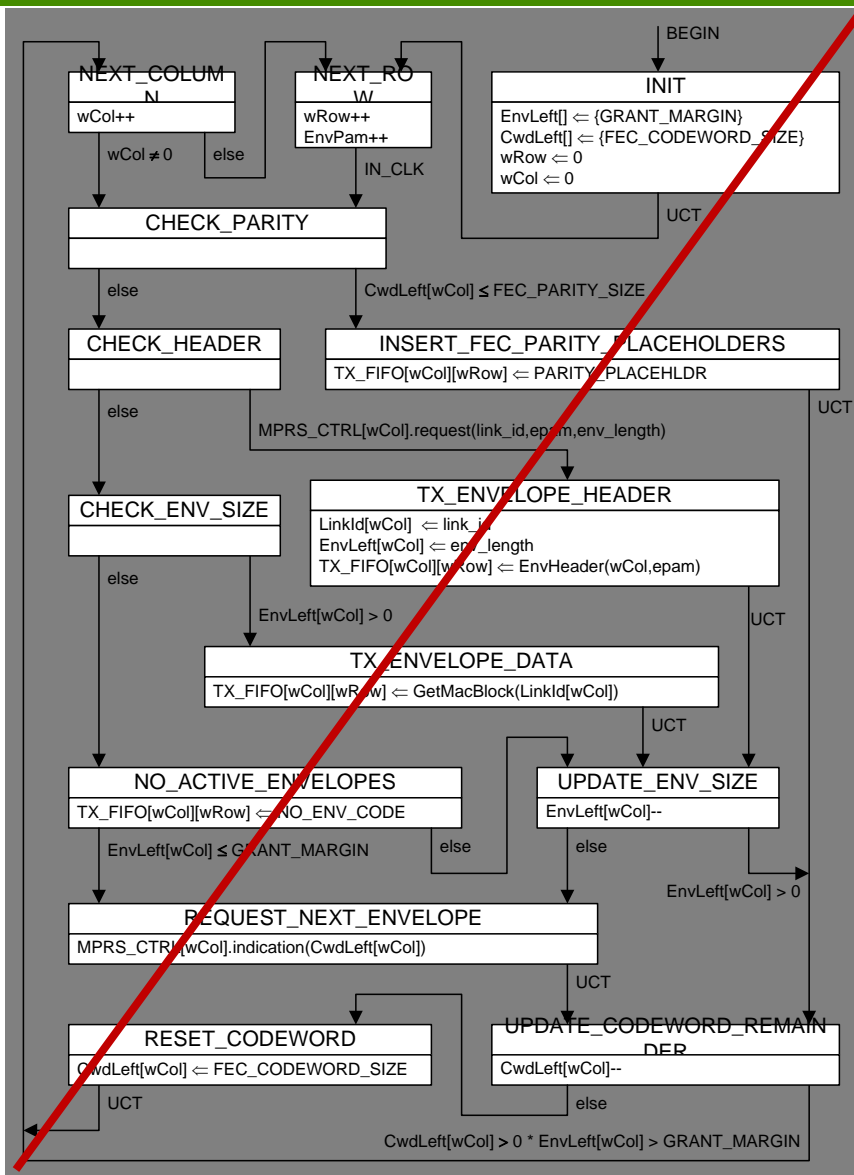 BEGIN
NEXT_COLUM
N
wCol++
NEXT_RO
W
wRow++
EnvPam++
INIT
EnvLeft[] ⇐ {GRANT_MARGIN}
CwdLeft[] ⇐ {FEC_CODEWORD_SIZE}
wRow ⇐ 0
wCol ⇐ 0
wCol ≠ 0
else
IN_CLK
UCT
CHECK_PARITY
else
CwdLeft[wCol] ≤ FEC_PARITY_SIZE
CHECK_HEADER
INSERT_FEC_PARITY_PLACEHOLDERS
TX_FIFO[wCol][wRow] ⇐ PARITY_PLACEHLDR
else
UCT
MPRS_CTRL[wCol].request(link_id,epam,env_length)
CHECK_ENV_SIZE
TX_ENVELOPE_HEADER
LinkId[wCol] ⇐ link_id
EnvLeft[wCol] ⇐ env_length
TX_FIFO[wCol][wRow] ⇐ EnvHeader(wCol,epam)
else
EnvLeft[wCol] > 0
UCT
TX_ENVELOPE_DATA
TX_FIFO[wCol][wRow] ⇐ GetMacBlock(LinkId[wCol])
UCT
NO_ACTIVE_ENVELOPES
TX_FIFO[wCol][wRow] ⇐ NO_ENV_CODE
UPDATE_ENV_SIZE
EnvLeft[wCol]--
EnvLeft[wCol] ≤ GRANT_MARGIN
else
else
EnvLeft[wCol] > 0
REQUEST_NEXT_ENVELOPE
MPRS_CTRL[wCol].indication(CwdLeft[wCol])
UCT
RESET_CODEWORD
CwdLeft[wCol] ⇐ FEC_CODEWORD_SIZE
UPDATE_CODEWORD_REMAIN
DER
CwdLeft[wCol]--
UCT
else
CwdLeft[wCol] > 0 * EnvLeft[wCol] > GRANT_MARGIN